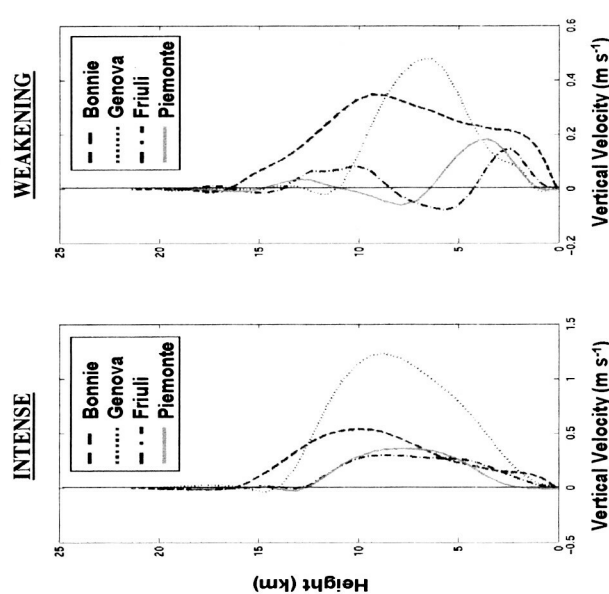 INTENSE
Bonnie
Genova
Friuli
Piemonte
Height (km)
25
20
15
10
5
0
-0.5
0
0.5
1
1.5
Vertical Velocity (m s⁻¹)
WEAKENING
Bonnie
Genova
Friuli
Piemonte
25
20
15
10
5
0
-0.2
0
0.2
0.4
0.6
Vertical Velocity (m s⁻¹)